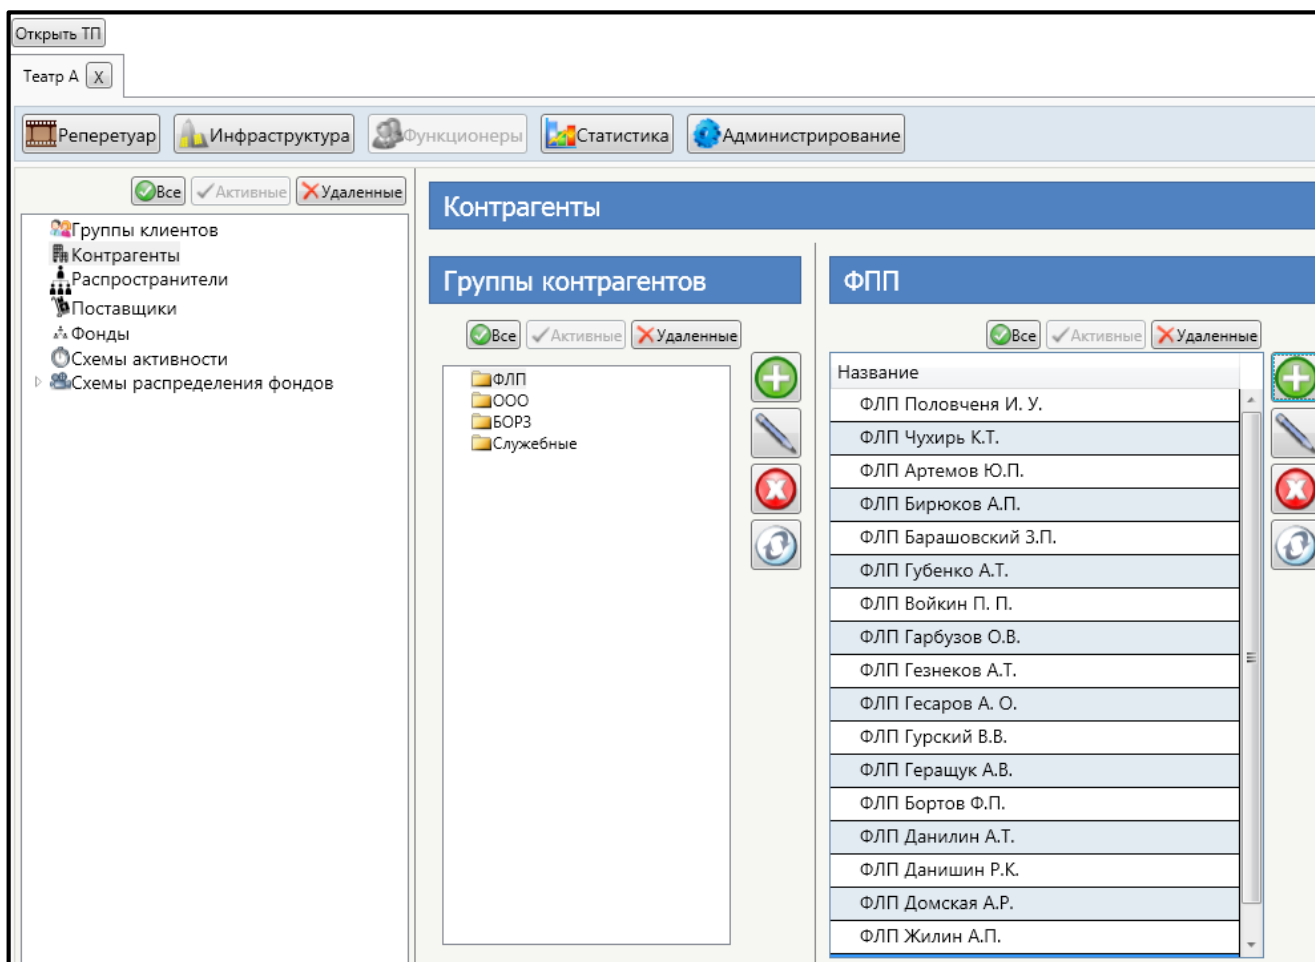 Открыть ТП
Театр А X
Реперетуар Инфраструктура Функционеры Статистика Администрирование
Все Активные Удаленные
Группы клиентов
Контрагенты
Распространители
Поставщики
Фонды
Схемы активности
Схемы распределения фондов
Контрагенты
Группы контрагентов
Все Активные Удаленные
ФЛП
ООО
БОРЗ
Служебные
ФПП
Все Активные Удаленные
Название
ФЛП Половченя И. У.
ФЛП Чухирь К.Т.
ФЛП Артемов Ю.П.
ФЛП Бирюков А.П.
ФЛП Барашовский З.П.
ФЛП Губенко А.Т.
ФЛП Войкин П. П.
ФЛП Гарбузов О.В.
ФЛП Гезнеков А.Т.
ФЛП Гесаров А. О.
ФЛП Гурский В.В.
ФЛП Геращук А.В.
ФЛП Бортов Ф.П.
ФЛП Данилин А.Т.
ФЛП Данишин Р.К.
ФЛП Домская А.Р.
ФЛП Жилин А.П.